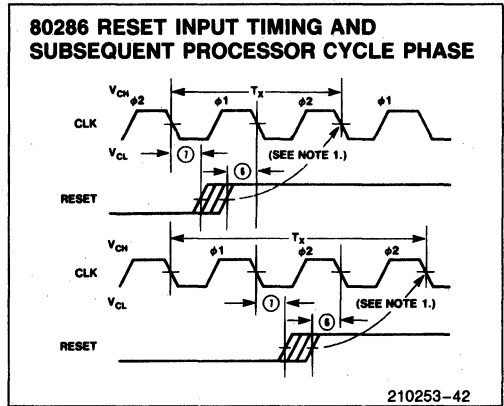 80286 RESET INPUT TIMING AND
SUBSEQUENT PROCESSOR CYCLE PHASE
VCH
φ2
TX
φ1
φ2
φ1
CLK
VCL
7
6
(SEE NOTE 1.)
RESET
VCH
TX
φ1
φ2
φ2
CLK
VCL
7
6
(SEE NOTE 1.)
RESET
210253-42